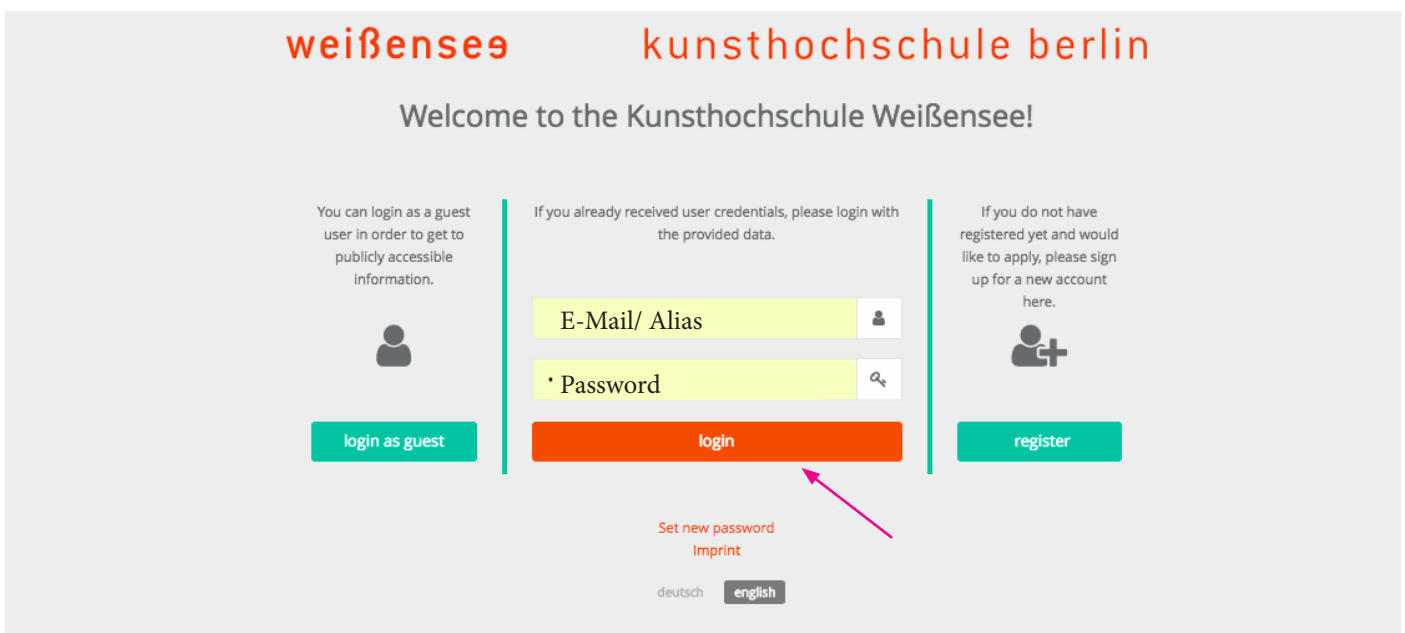 weißensee kunsthochschule berlin
Welcome to the Kunsthochschule Weißensee!
You can login as a guest
user in order to get to
publicly accessible
information.
login as guest
If you already received user credentials, please login with
the provided data.
E-Mail/ Alias
Password
login
If you do not have
registered yet and would
like to apply, please sign
up for a new account
here.
register
Set new password
Imprint
deutsch english